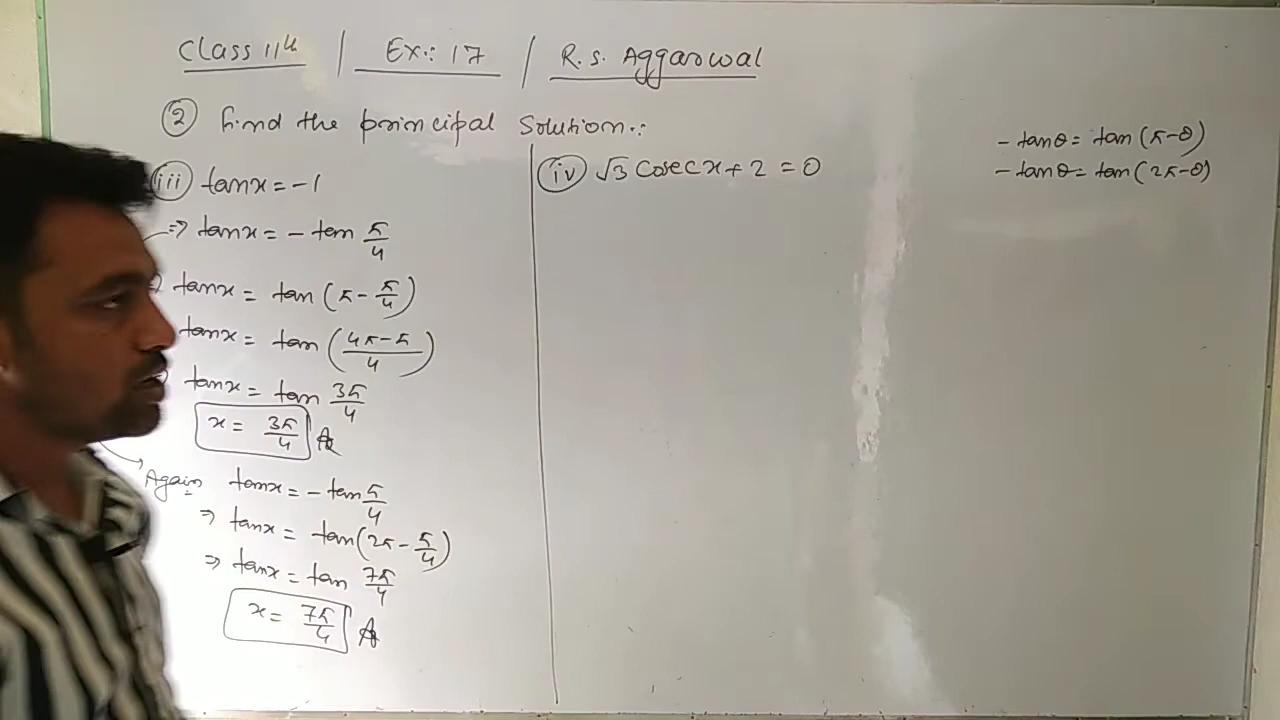 Class 11th / Ex.: 17 / R.S. Aggarwal
② Find the principal Solution.:
(iii) tanx = -1
⇒ tanx = - tan π/4
tanx = tan (π - π/4)
tanx = tan ((4π-π)/4)
tanx = tan 3π/4
x = 3π/4
Again tanx = - tan π/4
⇒ tanx = tan(2π - π/4)
⇒ tanx = tan 7π/4
x = 7π/4
(iv) √3 Cosecx + 2 = 0
- tanθ = tan (π-θ)
- tanθ = tan (2π-θ)